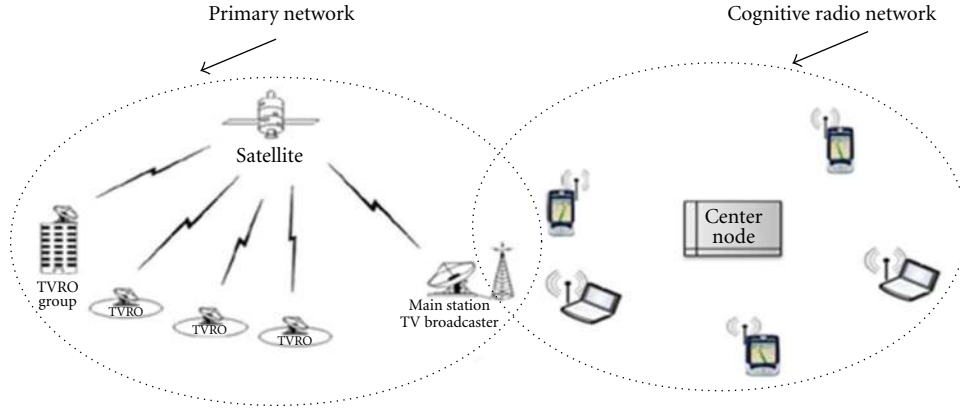 Primary network
Cognitive radio network
Satellite
Center
node
TVRO
group
TVRO
TVRO
TVRO
Main station
TV broadcaster